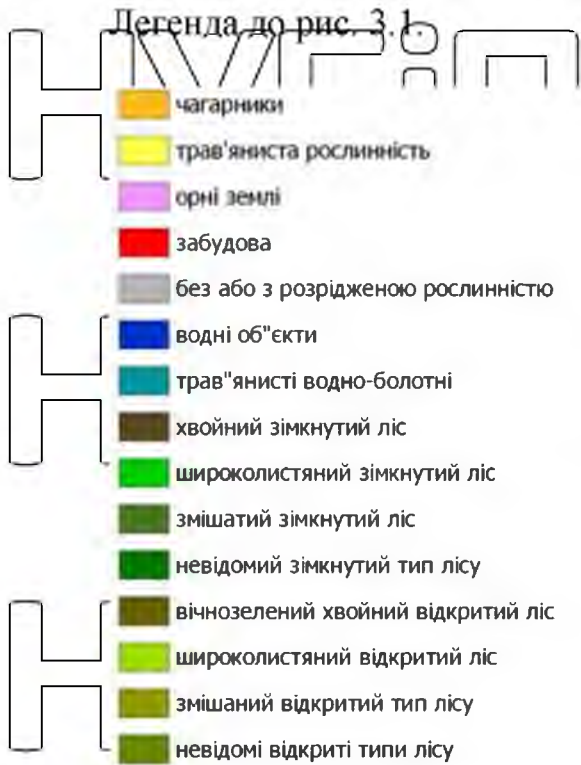 Легенда до рис. 3.1.
чагарники
трав'яниста рослинність
орні землі
забудова
без або з розрідженою рослинністю
водні об"єкти
трав"янисті водно-болотні
хвойний зімкнутий ліс
широколистяний зімкнутий ліс
змішатий зімкнутий ліс
невідомий зімкнутий тип лісу
вічнозелений хвойний відкритий ліс
широколистяний відкритий ліс
змішаний відкритий тип лісу
невідомі відкриті типи лісу